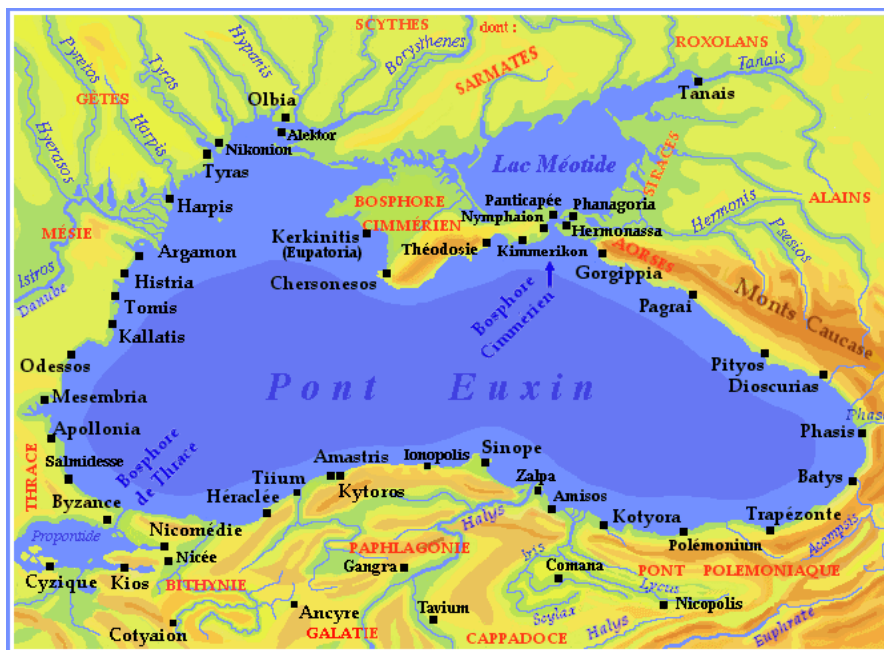 SCYTHES
dont :
ROXOLANS
Borysthenes
Hypanis
Pyretos
Tyras
SARMATES
Tanais
Tanais
GÈTES
Olbia
Alektor
Nikonion
Tyras
Hyerasos
Harpis
Harpis
Lac Méotide
SIRACES
ALAINS
BOSPHORE
CIMMÉRIEN
Panticapée
Phanagoria
Nymphaion
Hermonassa
Hermonis
Psesios
MÉSIE
Kerkinitis
(Eupatoria)
Théodosie
Kimmerikon
AORSES
Gorgippia
Argamon
Istros
Danube
Histria
Chersonesos
Tomis
Pagrai
Bosphore
Cimmerien
Monts Caucase
Kallatis
Odessos
Pityos
Dioscurias
Pont Euxin
Mesembria
Apollonia
Phasis
Phasi
THRACE
Salmidesse
Bosphore
de Thrace
Byzance
Tiium
Héraclée
Amastris
Kytoros
Ionopolis
Sinope
Zalpa
Amisos
Batys
Kotyora
Trapézonte
Polémonium
Acampsis
Propontide
Nicomédie
Nicée
Cyzique
Kios
BITHYNIE
PAPHLAGONIE
Halys
Gangra
Iris
Comana
PONT POLEMONIAQUE
Lycus
Nicopolis
Scylax
Cotyaion
Ancyre
GALATIE
Tavium
CAPPADOCE
Halys
Euphrate